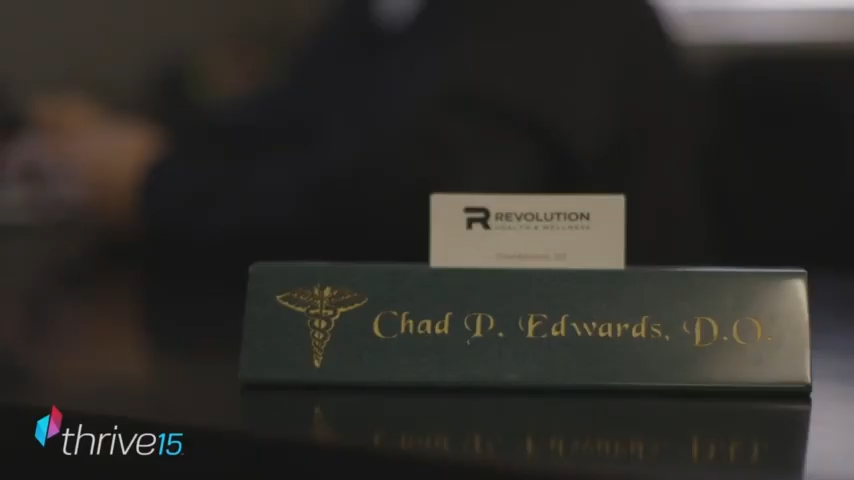 REVOLUTION
HEALTH & WELLNESS
Chad P. Edwards, D.O.
thrive15